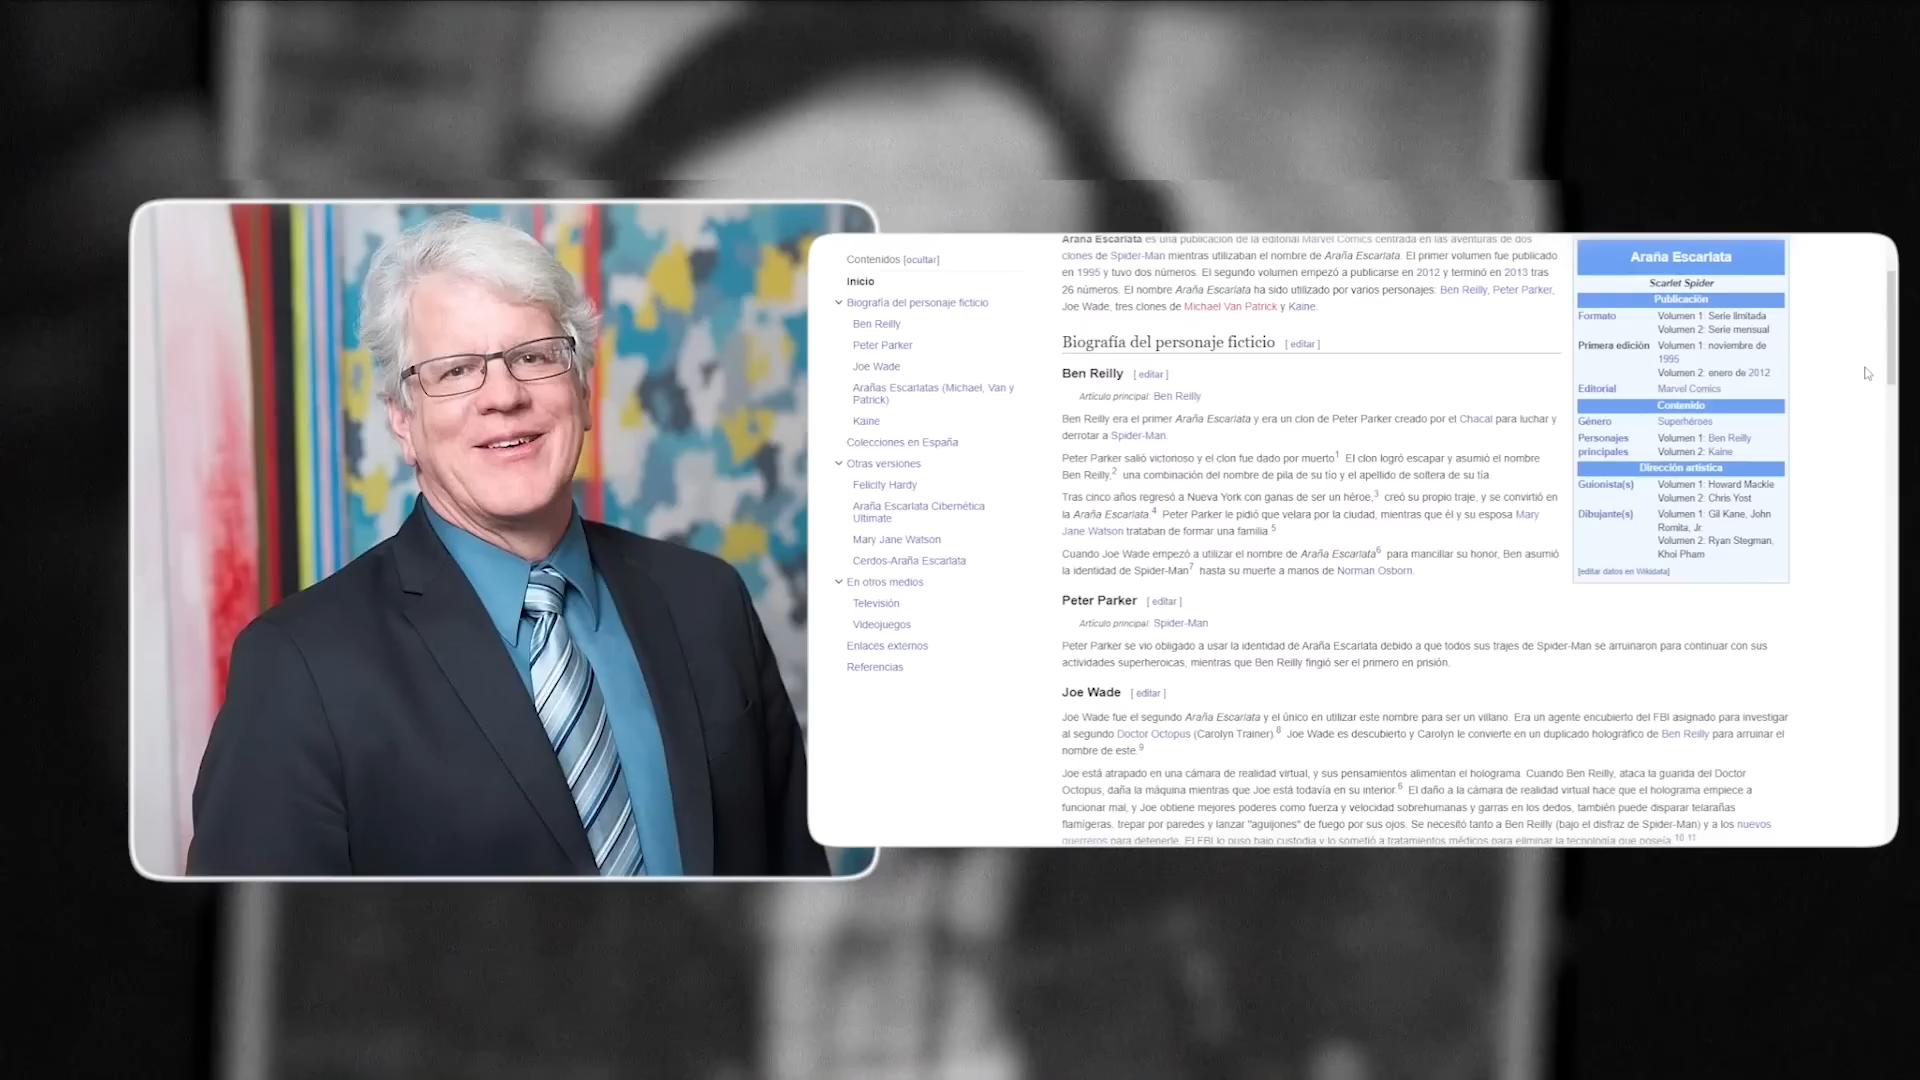 Contenidos [ocultar]
Inicio
Biografía del personaje ficticio
Ben Reilly
Peter Parker
Joe Wade
Arañas Escarlatas (Michael, Van y
Patrick)
Kaine
Colecciones en España
Otras versiones
Felicity Hardy
Araña Escarlata Cibernética
Ultimate
Mary Jane Watson
Cerdos-Araña Escarlata
En otros medios
Televisión
Videojuegos
Enlaces externos
Referencias
Araña Escarlata es una publicación de la editorial Marvel Comics centrada en las aventuras de dos
clones de Spider-Man mientras utilizaban el nombre de Araña Escarlata. El primer volumen fue publicado
en 1995 y tuvo dos números. El segundo volumen empezó a publicarse en 2012 y terminó en 2013 tras
26 números. El nombre Araña Escarlata ha sido utilizado por varios personajes: Ben Reilly, Peter Parker,
Joe Wade, tres clones de Michael Van Patrick y Kaine.
Biografía del personaje ficticio [ editar ]
Ben Reilly [ editar ]
Artículo principal: Ben Reilly
Ben Reilly era el primer Araña Escarlata y era un clon de Peter Parker creado por el Chacal para luchar y
derrotar a Spider-Man.
Peter Parker salió victorioso y el clon fue dado por muerto1 El clon logró escapar y asumió el nombre
Ben Reilly,2 una combinación del nombre de pila de su tío y el apellido de soltera de su tía.
Tras cinco años regresó a Nueva York con ganas de ser un héroe,3 creó su propio traje, y se convirtió en
la Araña Escarlata.4 Peter Parker le pidió que velara por la ciudad, mientras que él y su esposa Mary
Jane Watson trataban de formar una familia.5
Cuando Joe Wade empezó a utilizar el nombre de Araña Escarlata6 para mancillar su honor, Ben asumió
la identidad de Spider-Man7 hasta su muerte a manos de Norman Osborn.
Peter Parker [ editar ]
Artículo principal: Spider-Man
Peter Parker se vio obligado a usar la identidad de Araña Escarlata debido a que todos sus trajes de Spider-Man se arruinaron para continuar con sus
actividades superheroicas, mientras que Ben Reilly fingió ser el primero en prisión.
Joe Wade [ editar ]
Joe Wade fue el segundo Araña Escarlata y el único en utilizar este nombre para ser un villano. Era un agente encubierto del FBI asignado para investigar
al segundo Doctor Octopus (Carolyn Trainer).8 Joe Wade es descubierto y Carolyn le convierte en un duplicado holográfico de Ben Reilly para arruinar el
nombre de este.9
Joe está atrapado en una cámara de realidad virtual, y sus pensamientos alimentan el holograma. Cuando Ben Reilly, ataca la guarida del Doctor
Octopus, daña la máquina mientras que Joe está todavía en su interior.6 El daño a la cámara de realidad virtual hace que el holograma empiece a
funcionar mal, y Joe obtiene mejores poderes como fuerza y velocidad sobrehumanas y garras en los dedos, también puede disparar telarañas
flamígeras, trepar por paredes y lanzar "aguijones" de fuego por sus ojos. Se necesitó tanto a Ben Reilly (bajo el disfraz de Spider-Man) y a los nuevos
guerreros para detenerle. El FBI lo puso bajo custodia y lo sometió a tratamientos médicos para eliminar la tecnología que poseía.10 11
Araña Escarlata
Scarlet Spider
Publicación
Formato Volumen 1: Serie limitada
Volumen 2: Serie mensual
Primera edición Volumen 1: noviembre de
1995
Volumen 2: enero de 2012
Editorial Marvel Comics
Contenido
Género Superhéroes
Personajes Volumen 1: Ben Reilly
principales Volumen 2: Kaine
Dirección artística
Guionista(s) Volumen 1: Howard Mackie
Volumen 2: Chris Yost
Dibujante(s) Volumen 1: Gil Kane, John
Romita, Jr.
Volumen 2: Ryan Stegman,
Khoi Pham
[editar datos en Wikidata]